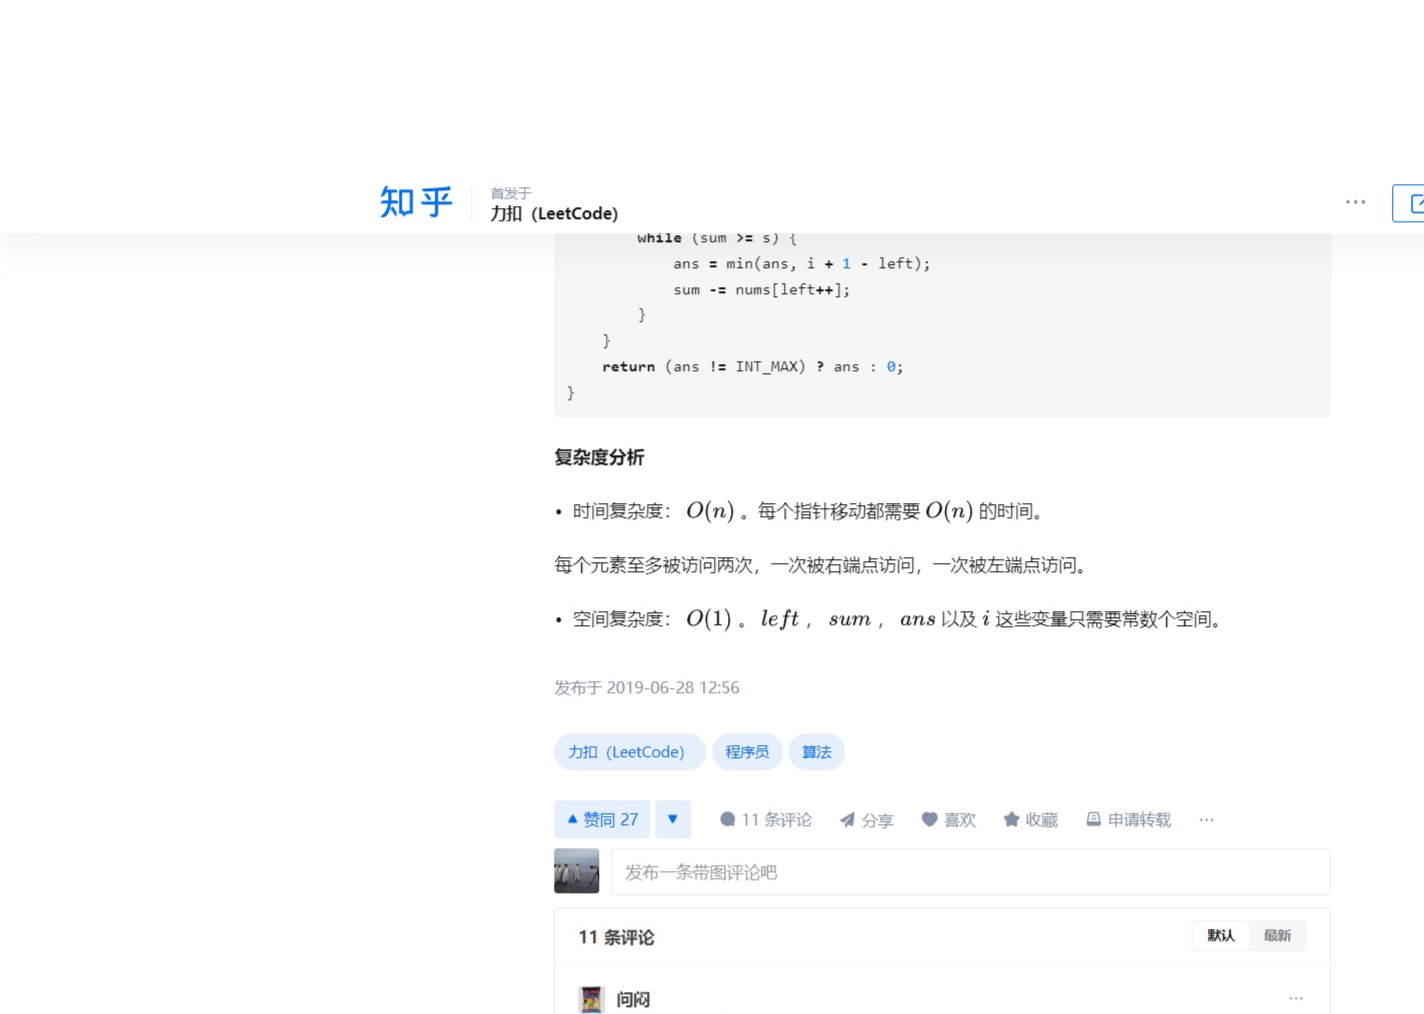 知乎
首发于
力扣（LeetCode）
while (sum >= s) {
ans = min(ans, i + 1 - left);
sum -= nums[left++];
}
}
return (ans != INT_MAX) ? ans : 0;
}
复杂度分析
• 时间复杂度： O(n) 。每个指针移动都需要 O(n) 的时间。
每个元素至多被访问两次，一次被右端点访问，一次被左端点访问。
• 空间复杂度： O(1) 。 left ， sum ， ans 以及 i 这些变量只需要常数个空间。
发布于 2019-06-28 12:56
力扣（LeetCode） 程序员 算法
赞同 27 11 条评论 分享 喜欢 收藏 申请转载
发布一条带图评论吧
11 条评论 默认 最新
问闷